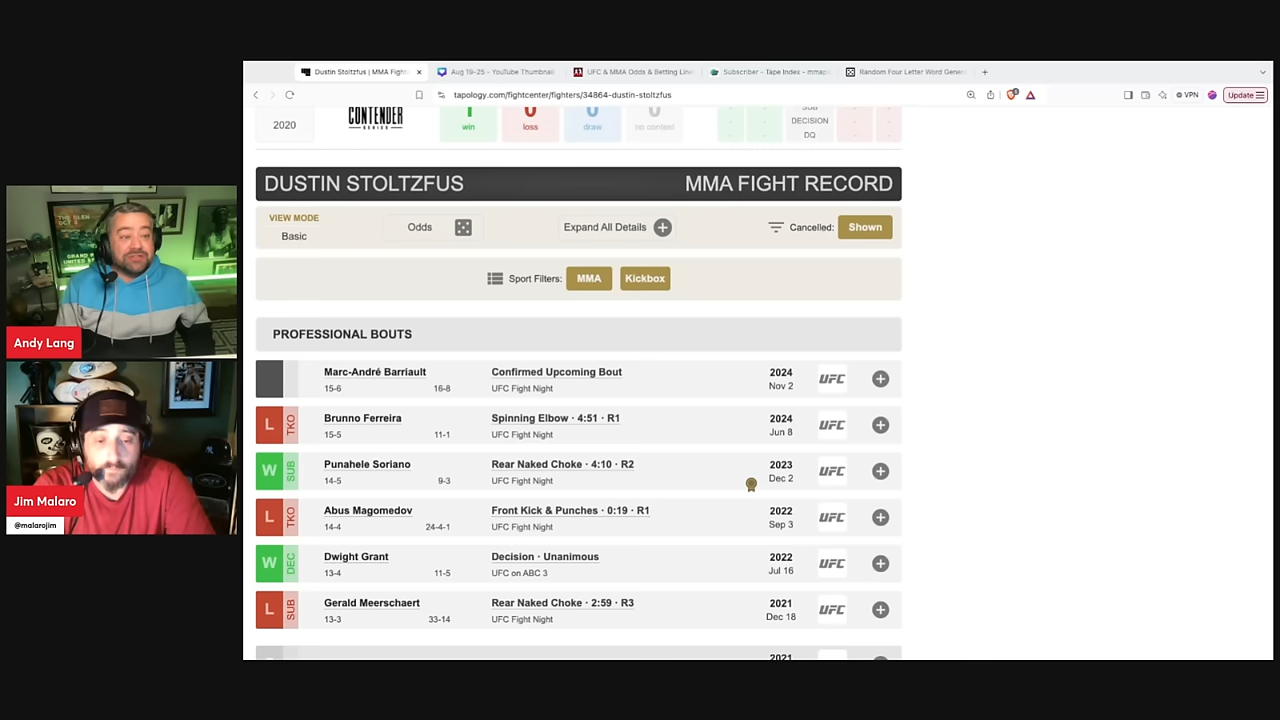 Dustin Stoltzfus | MMA Fight
Aug 19-25 - YouTube Thumbnail
UFC & MMA Odds & Betting Line
Subscriber - Tape Index - mmapl
Random Four Letter Word Gener
tapology.com/fightcenter/fighters/34864-dustin-stoltzfus
VPN
Update
2020
CONTENDER
SERIES
1
0
0
0
win
loss
draw
no contest
SUB
DECISION
DQ
DUSTIN STOLTZFUS
MMA FIGHT RECORD
VIEW MODE
Basic
Odds
Expand All Details
Cancelled:
Shown
Sport Filters:
MMA
Kickbox
PROFESSIONAL BOUTS
Marc-André Barriault
Confirmed Upcoming Bout
2024
15-6
16-8
UFC Fight Night
Nov 2
UFC
L
TKO
Brunno Ferreira
Spinning Elbow · 4:51 · R1
2024
15-5
11-1
UFC Fight Night
Jun 8
UFC
W
SUB
Punahele Soriano
Rear Naked Choke · 4:10 · R2
2023
14-5
9-3
UFC Fight Night
Dec 2
UFC
L
TKO
Abus Magomedov
Front Kick & Punches · 0:19 · R1
2022
14-4
24-4-1
UFC Fight Night
Sep 3
UFC
W
DEC
Dwight Grant
Decision · Unanimous
2022
13-4
11-5
UFC on ABC 3
Jul 16
UFC
L
SUB
Gerald Meerschaert
Rear Naked Choke · 2:59 · R3
2021
13-3
33-14
UFC Fight Night
Dec 18
UFC
2021
Andy Lang
Jim Malaro
@malarojim